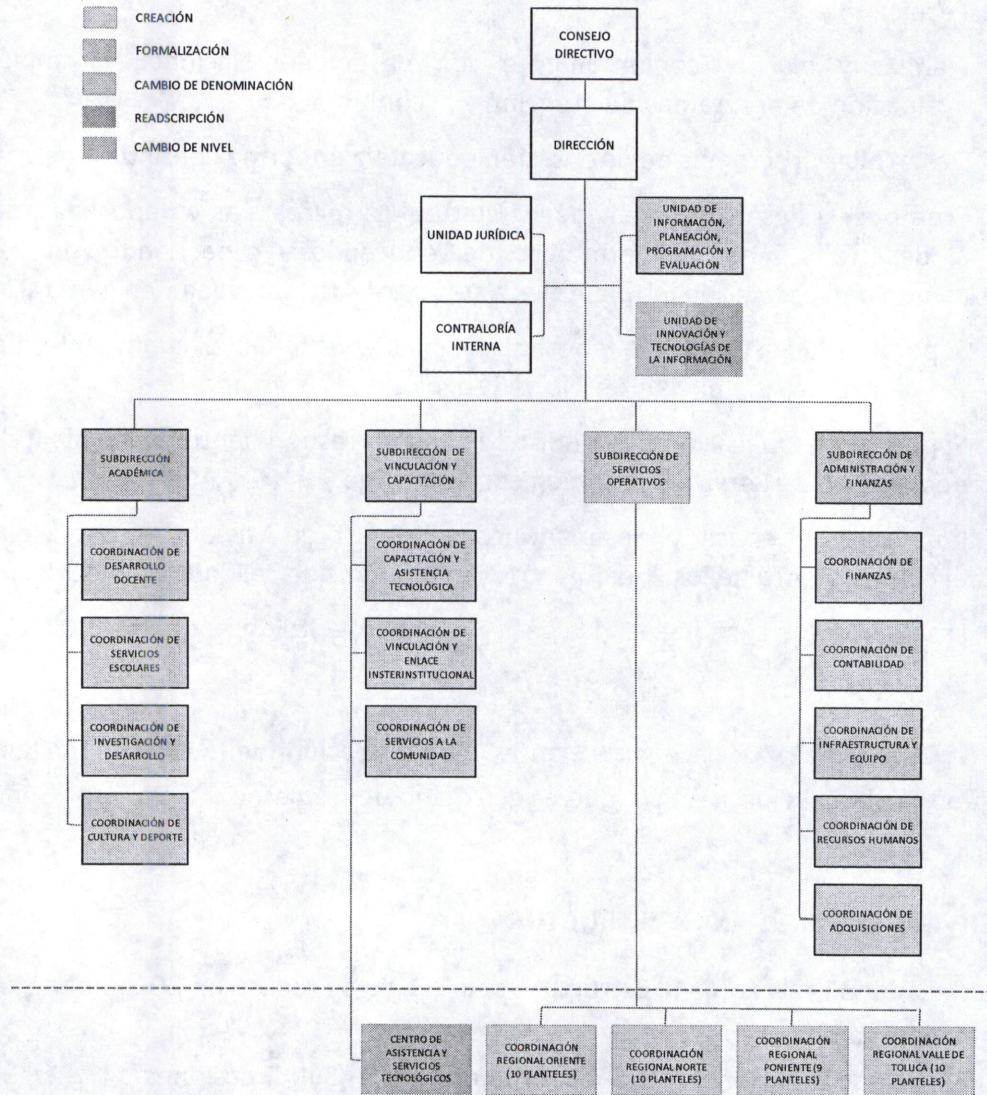 CREACIÓN
FORMALIZACIÓN
CAMBIO DE DENOMINACIÓN
READSCRIPCIÓN
CAMBIO DE NIVEL
CONSEJO
DIRECTIVO
DIRECCIÓN
UNIDAD JURÍDICA
UNIDAD DE
INFORMACIÓN,
PLANEACIÓN,
PROGRAMACIÓN Y
EVALUACIÓN
CONTRALORÍA
INTERNA
UNIDAD DE
INNOVACIÓN Y
TECNOLOGÍAS DE
LA INFORMACIÓN
SUBDIRECCIÓN
ACADÉMICA
SUBDIRECCIÓN DE
VINCULACIÓN Y
CAPACITACIÓN
SUBDIRECCIÓN DE
SERVICIOS
OPERATIVOS
SUBDIRECCIÓN DE
ADMINISTRACIÓN Y
FINANZAS
COORDINACIÓN DE
DESARROLLO
DOCENTE
COORDINACIÓN DE
SERVICIOS
ESCOLARES
COORDINACIÓN DE
INVESTIGACIÓN Y
DESARROLLO
COORDINACIÓN DE
CULTURA Y DEPORTE
COORDINACIÓN DE
CAPACITACIÓN Y
ASISTENCIA
TECNOLÓGICA
COORDINACIÓN DE
VINCULACIÓN Y
ENLACE
INSTERINSTITUCIONAL
COORDINACIÓN DE
SERVICIOS A LA
COMUNIDAD
COORDINACIÓN DE
FINANZAS
COORDINACIÓN DE
CONTABILIDAD
COORDINACIÓN DE
INFRAESTRUCTURA Y
EQUIPO
COORDINACIÓN DE
RECURSOS HUMANOS
COORDINACIÓN DE
ADQUISICIONES
CENTRO DE
ASISTENCIA Y
SERVICIOS
TECNOLÓGICOS
COORDINACIÓN
REGIONAL ORIENTE
(10 PLANTELES)
COORDINACIÓN
REGIONAL NORTE
(10 PLANTELES)
COORDINACIÓN
REGIONAL
PONIENTE (9
PLANTELES)
COORDINACIÓN
REGIONAL VALLE DE
TOLUCA (10
PLANTELES)